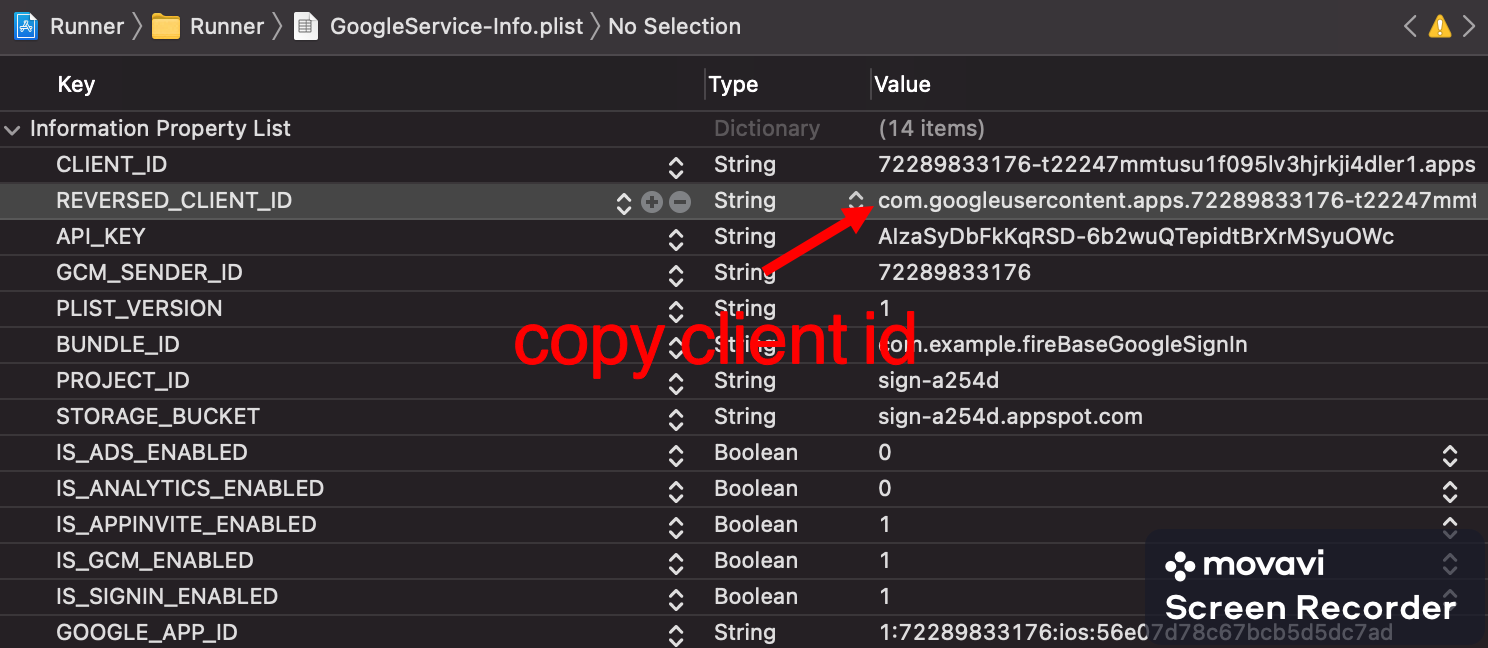 Runner Runner GoogleService-Info.plist No Selection
Key Type Value
Information Property List Dictionary (14 items)
CLIENT_ID String 72289833176-t22247mmtusu1f095lv3hjrkji4dler1.apps
REVERSED_CLIENT_ID String com.googleusercontent.apps.72289833176-t22247mmt
API_KEY String AIzaSyDbFkKqRSD-6b2wuQTepidtBrXrMSyuOWc
GCM_SENDER_ID String 72289833176
PLIST_VERSION String 1
copy client id
BUNDLE_ID String com.example.fireBaseGoogleSignIn
PROJECT_ID String sign-a254d
STORAGE_BUCKET String sign-a254d.appspot.com
IS_ADS_ENABLED Boolean 0
IS_ANALYTICS_ENABLED Boolean 0
IS_APPINVITE_ENABLED Boolean 1
IS_GCM_ENABLED Boolean 1
IS_SIGNIN_ENABLED Boolean 1
GOOGLE_APP_ID String 1:72289833176:ios:56e07d78c67bcb5d5dc7ad
movavi
Screen Recorder